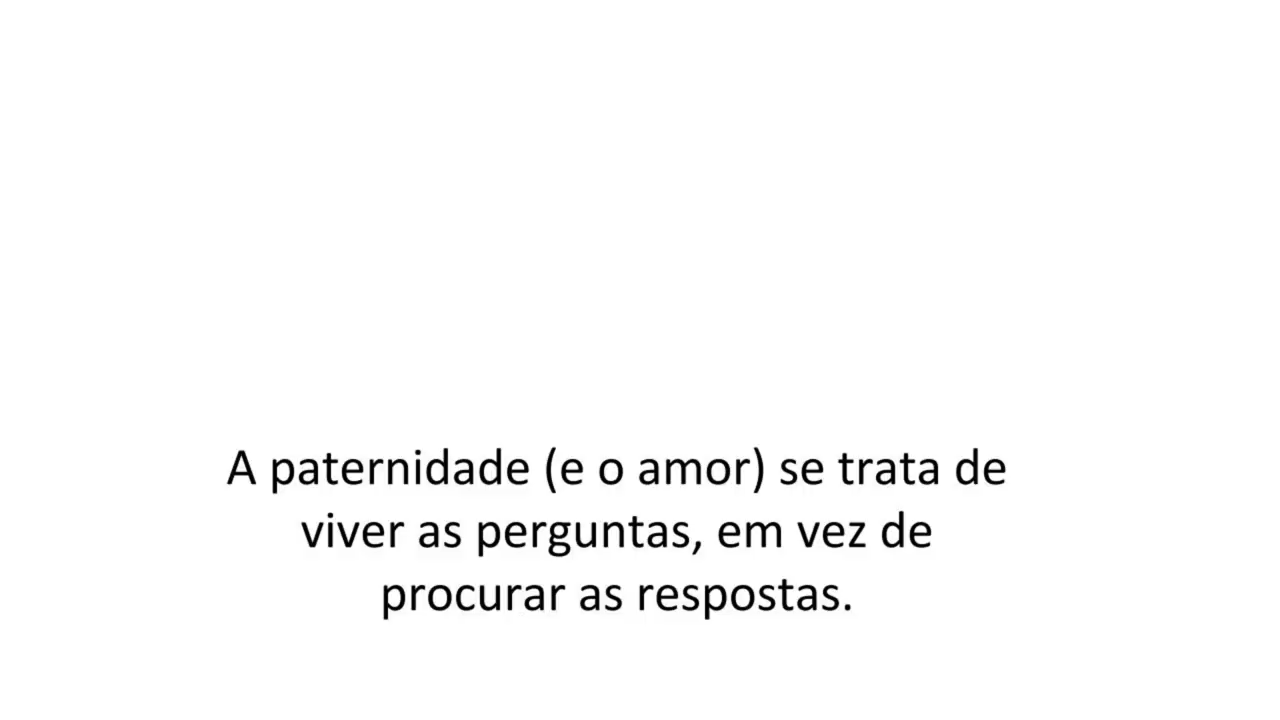 A paternidade (e o amor) se trata de
viver as perguntas, em vez de
procurar as respostas.